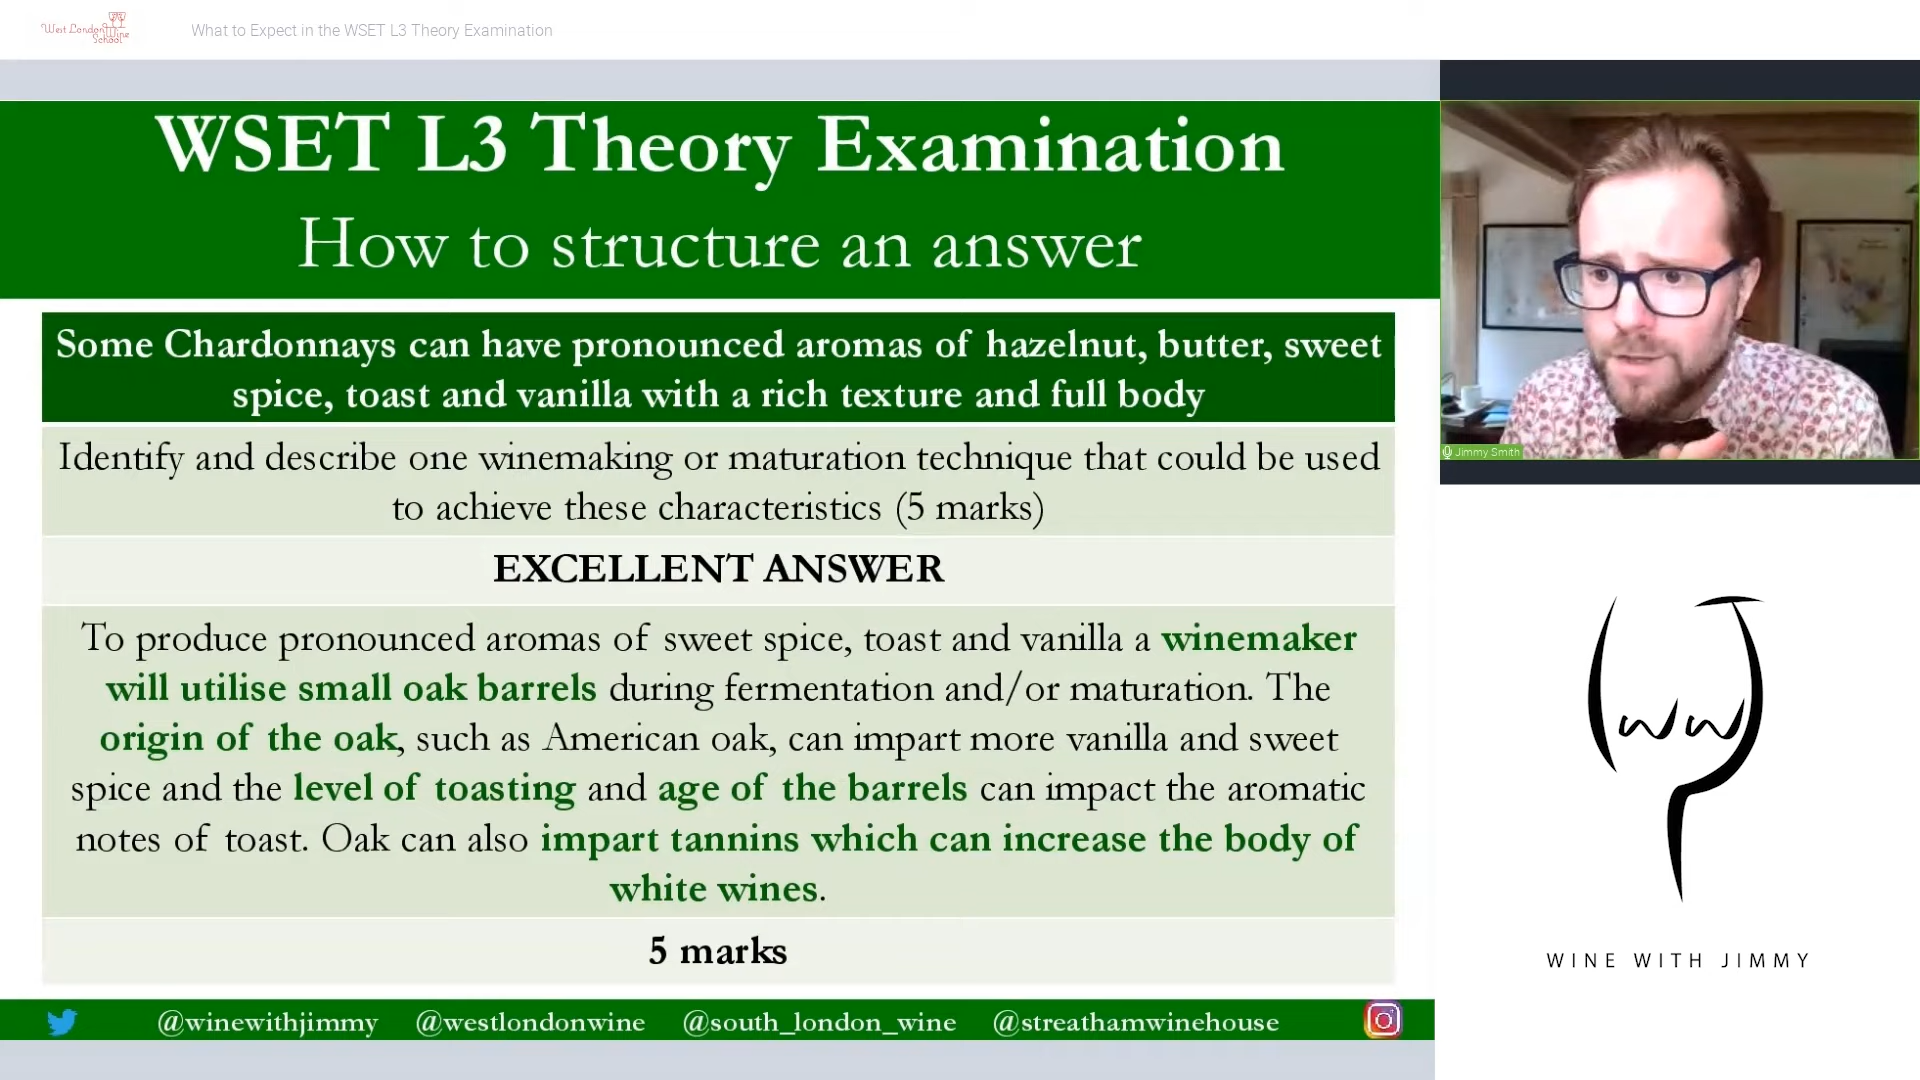 West London Wine School
What to Expect in the WSET L3 Theory Examination
WSET L3 Theory Examination
How to structure an answer
Some Chardonnays can have pronounced aromas of hazelnut, butter, sweet
spice, toast and vanilla with a rich texture and full body
Identify and describe one winemaking or maturation technique that could be used
to achieve these characteristics (5 marks)
EXCELLENT ANSWER
To produce pronounced aromas of sweet spice, toast and vanilla a winemaker
will utilise small oak barrels during fermentation and/or maturation. The
origin of the oak, such as American oak, can impart more vanilla and sweet
spice and the level of toasting and age of the barrels can impact the aromatic
notes of toast. Oak can also impart tannins which can increase the body of
white wines.
5 marks
@winewithjimmy @westlondonwine @south_london_wine @streathamwinehouse
Jimmy Smith
WINE WITH JIMMY